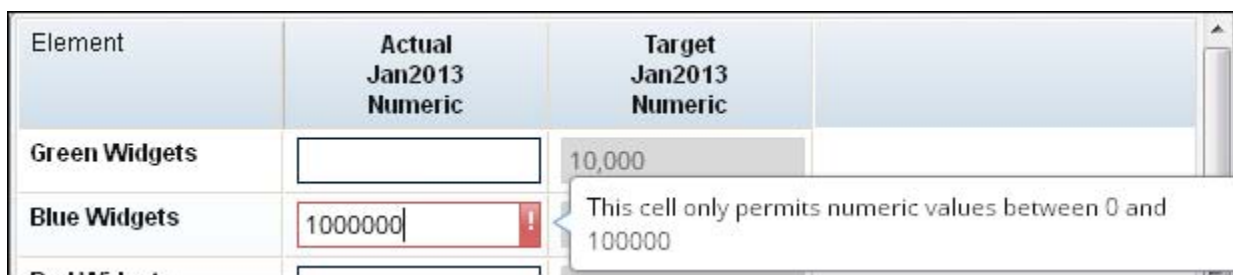 Element
Actual
Jan2013
Numeric
Target
Jan2013
Numeric
Green Widgets
10,000
Blue Widgets
1000000
!
This cell only permits numeric values between 0 and
100000